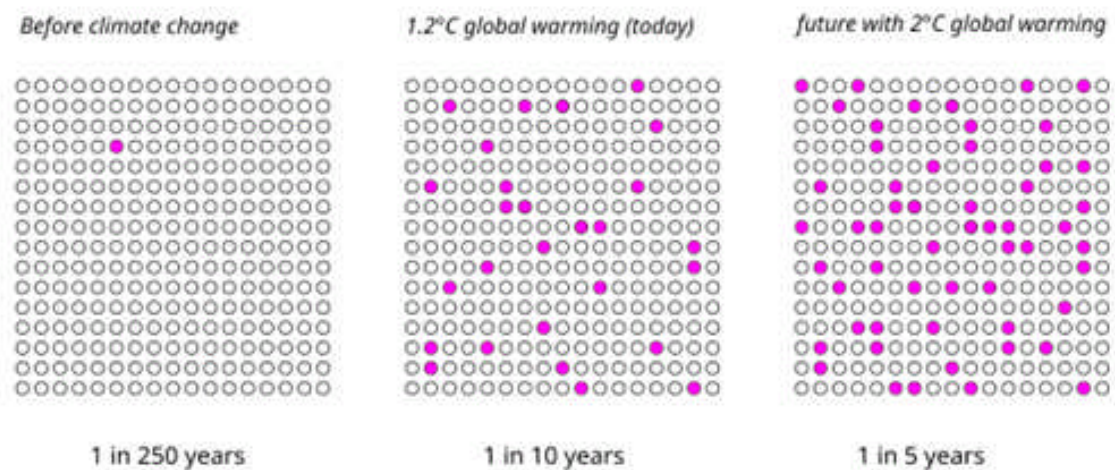 Before climate change
1.2°C global warming (today)
future with 2°C global warming
1 in 250 years
1 in 10 years
1 in 5 years